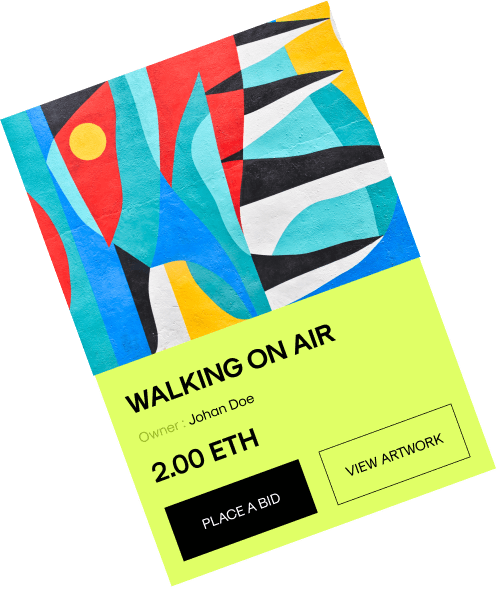 WALKING ON AIR
Owner : Johan Doe
2.00 ETH
PLACE A BID
VIEW ARTWORK